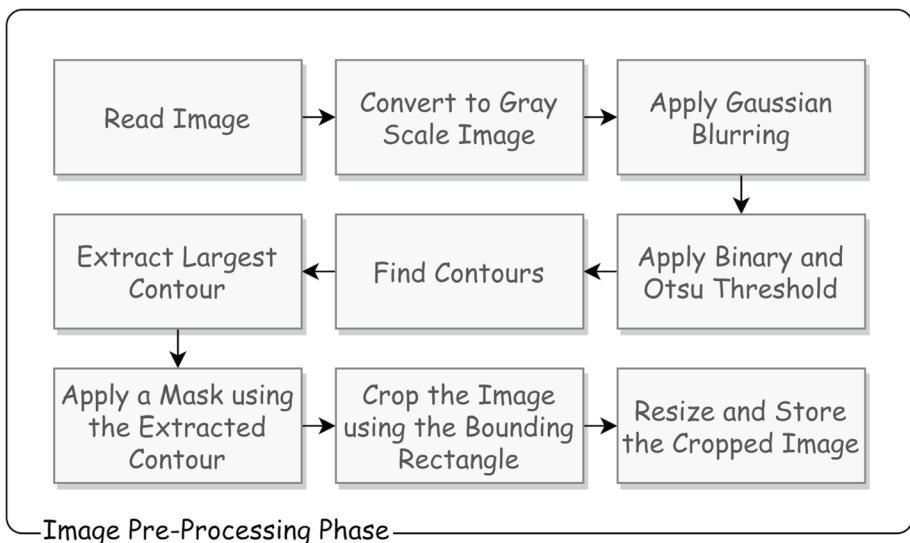 Read Image
Convert to Gray
Scale Image
Apply Gaussian
Blurring
Apply Binary and
Otsu Threshold
Find Contours
Extract Largest
Contour
Apply a Mask using
the Extracted
Contour
Crop the Image
using the Bounding
Rectangle
Resize and Store
the Cropped Image
Image Pre-Processing Phase